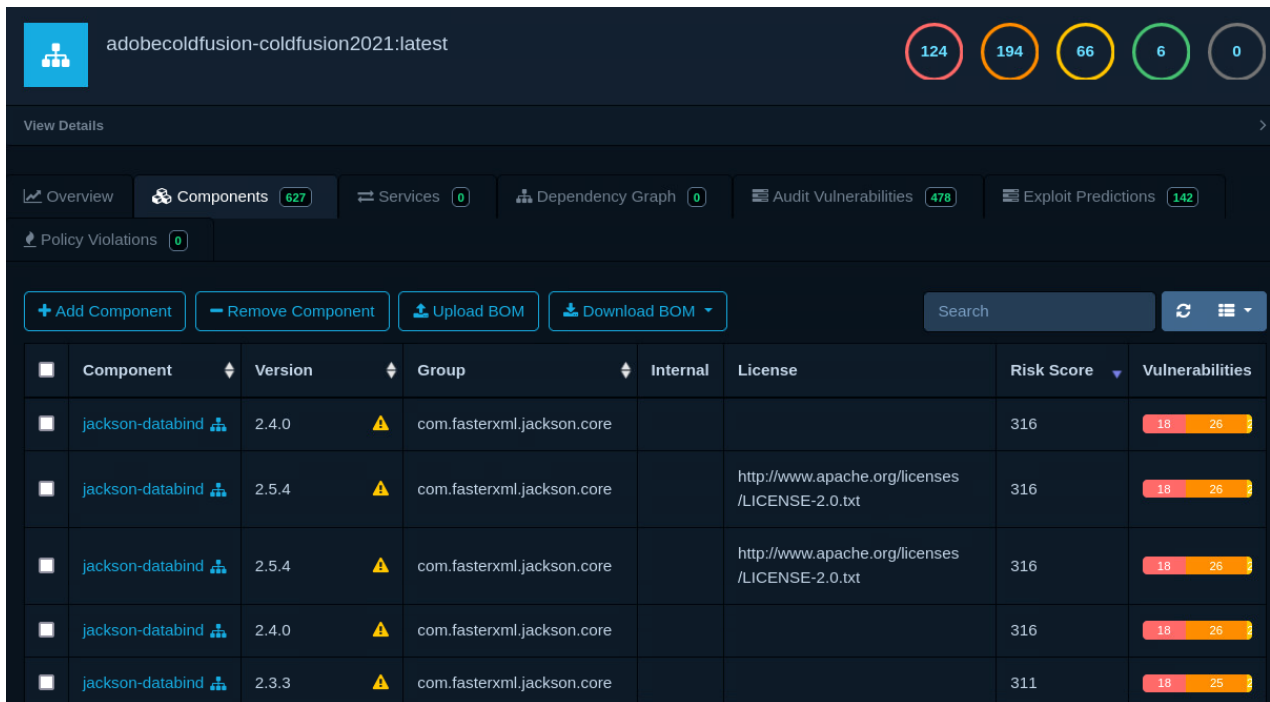 adobecoldfusion-coldfusion2021:latest
124 194 66 6 0
View Details
Overview Components 627 Services 0 Dependency Graph 0 Audit Vulnerabilities 478 Exploit Predictions 142
Policy Violations 0
Add Component Remove Component Upload BOM Download BOM Search
Component Version Group Internal License Risk Score Vulnerabilities
jackson-databind 2.4.0 com.fasterxml.jackson.core 316 18 26 2
jackson-databind 2.5.4 com.fasterxml.jackson.core http://www.apache.org/licenses
/LICENSE-2.0.txt 316 18 26 2
jackson-databind 2.5.4 com.fasterxml.jackson.core http://www.apache.org/licenses
/LICENSE-2.0.txt 316 18 26 2
jackson-databind 2.4.0 com.fasterxml.jackson.core 316 18 26 2
jackson-databind 2.3.3 com.fasterxml.jackson.core 311 18 25 2